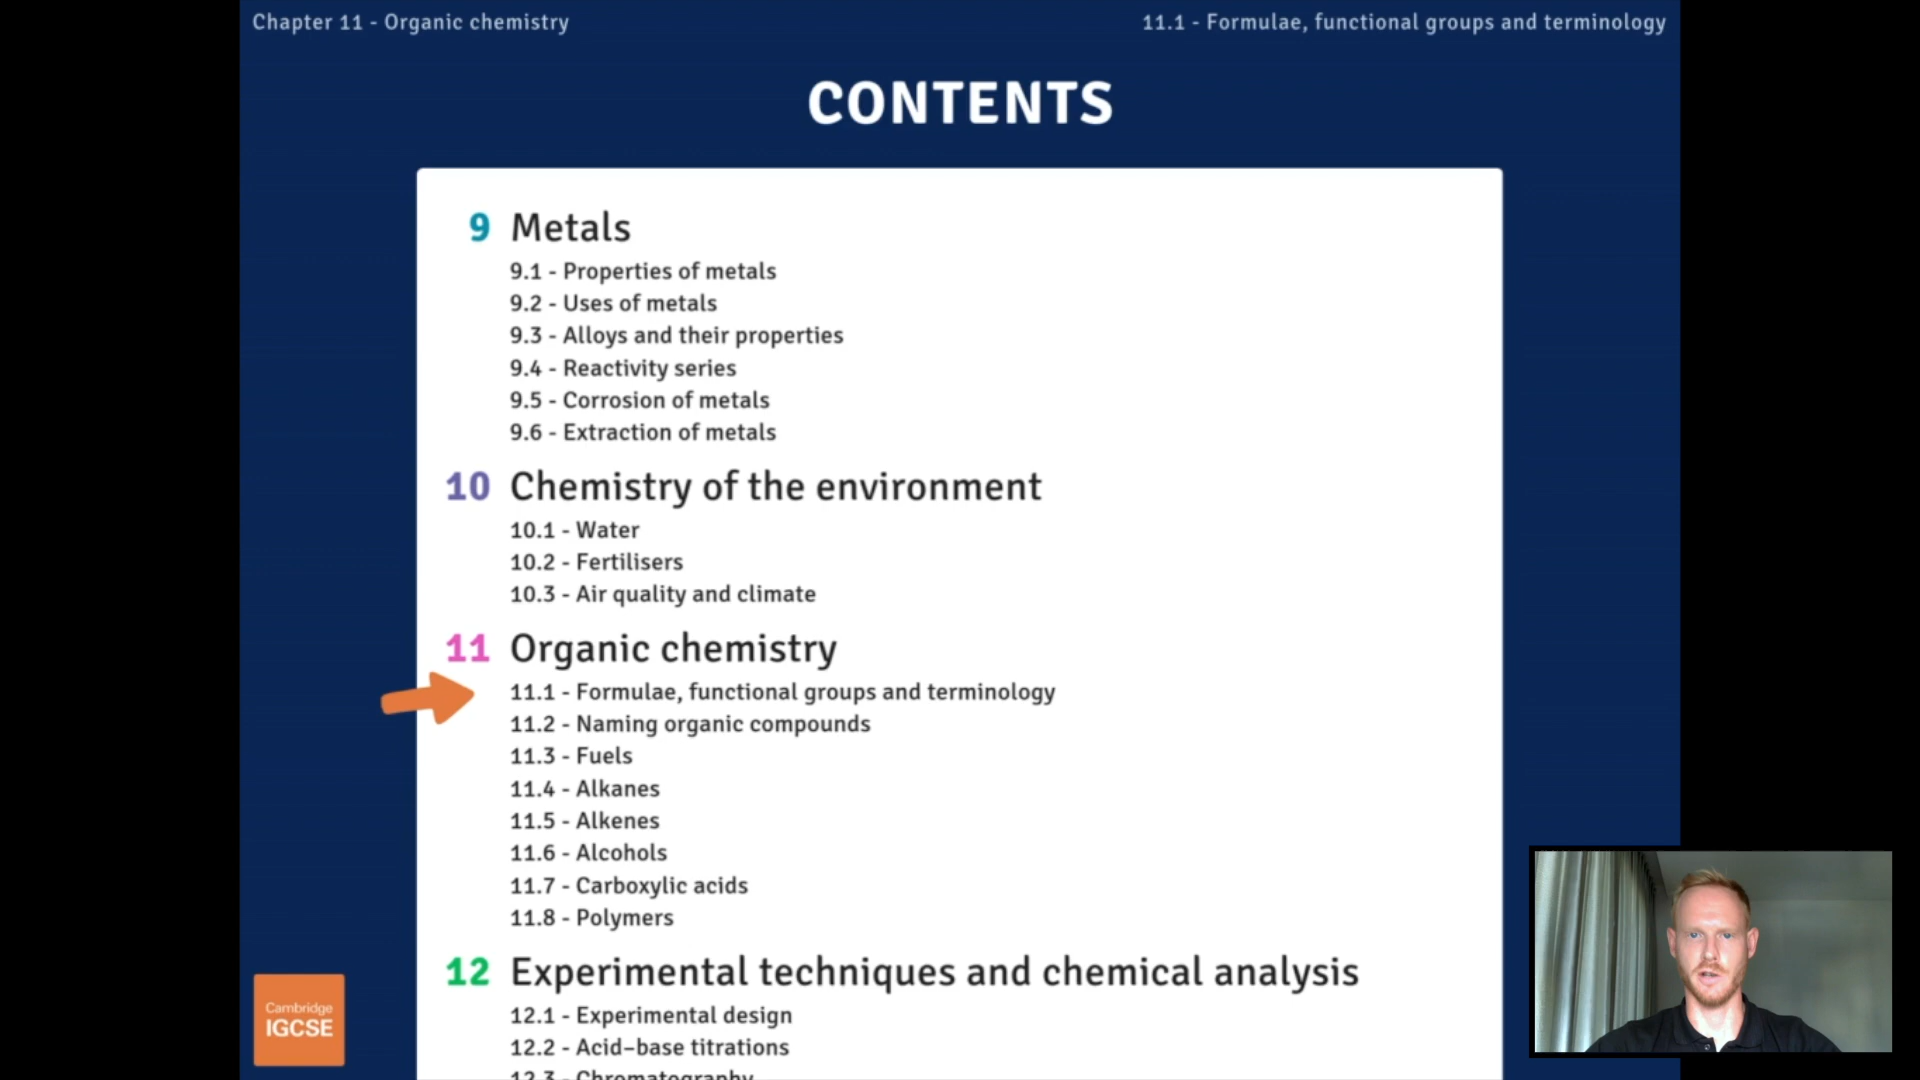 Chapter 11 - Organic chemistry
11.1 - Formulae, functional groups and terminology
CONTENTS
9 Metals
9.1 - Properties of metals
9.2 - Uses of metals
9.3 - Alloys and their properties
9.4 - Reactivity series
9.5 - Corrosion of metals
9.6 - Extraction of metals
10 Chemistry of the environment
10.1 - Water
10.2 - Fertilisers
10.3 - Air quality and climate
11 Organic chemistry
11.1 - Formulae, functional groups and terminology
11.2 - Naming organic compounds
11.3 - Fuels
11.4 - Alkanes
11.5 - Alkenes
11.6 - Alcohols
11.7 - Carboxylic acids
11.8 - Polymers
12 Experimental techniques and chemical analysis
12.1 - Experimental design
12.2 - Acid–base titrations
12.3 - Chromatography
Cambridge
IGCSE